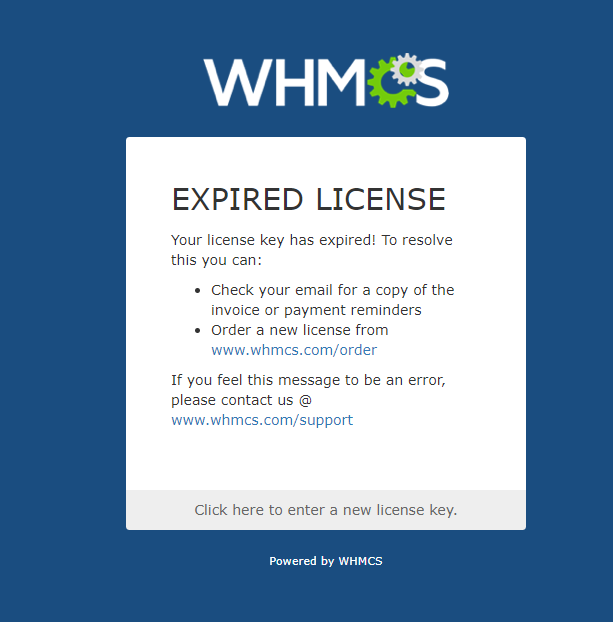 WHMCS
EXPIRED LICENSE
Your license key has expired! To resolve
this you can:
• Check your email for a copy of the
invoice or payment reminders
• Order a new license from
www.whmcs.com/order
If you feel this message to be an error,
please contact us @
www.whmcs.com/support
Click here to enter a new license key.
Powered by WHMCS